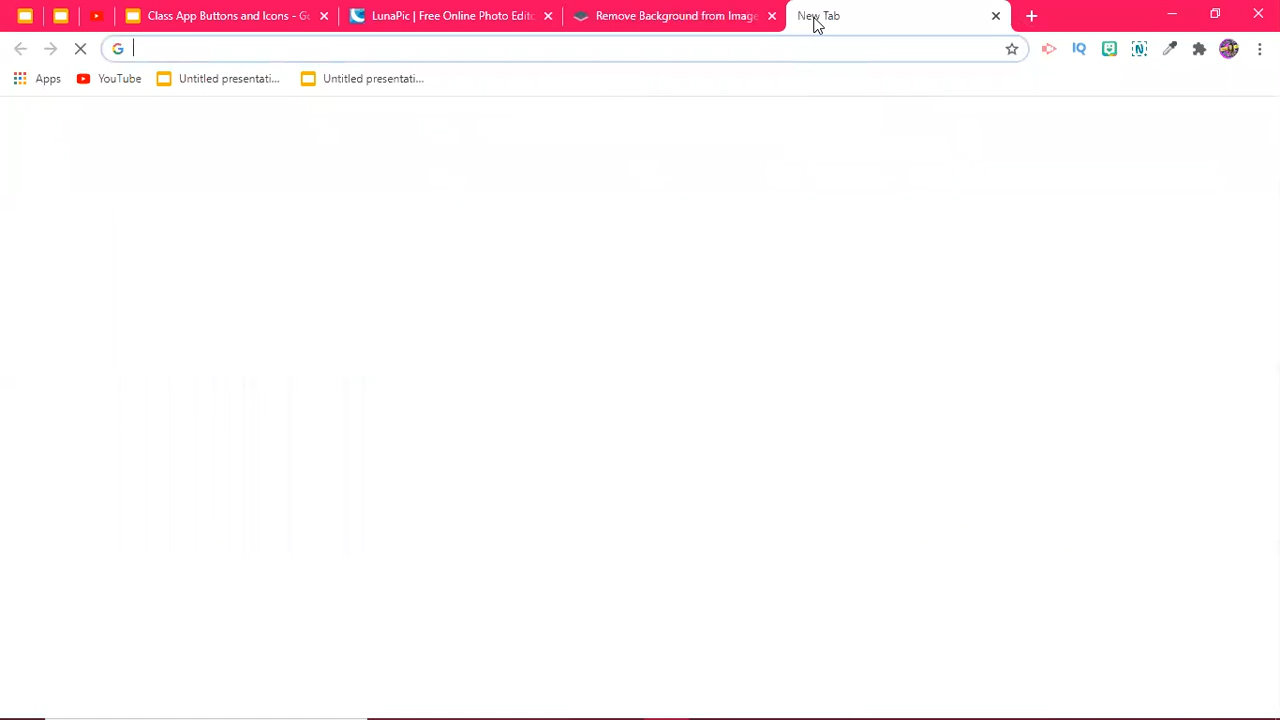 Class App Buttons and Icons - Go
LunaPic | Free Online Photo Edito
Remove Background from Image
New Tab
Apps
YouTube
Untitled presentati...
Untitled presentati...